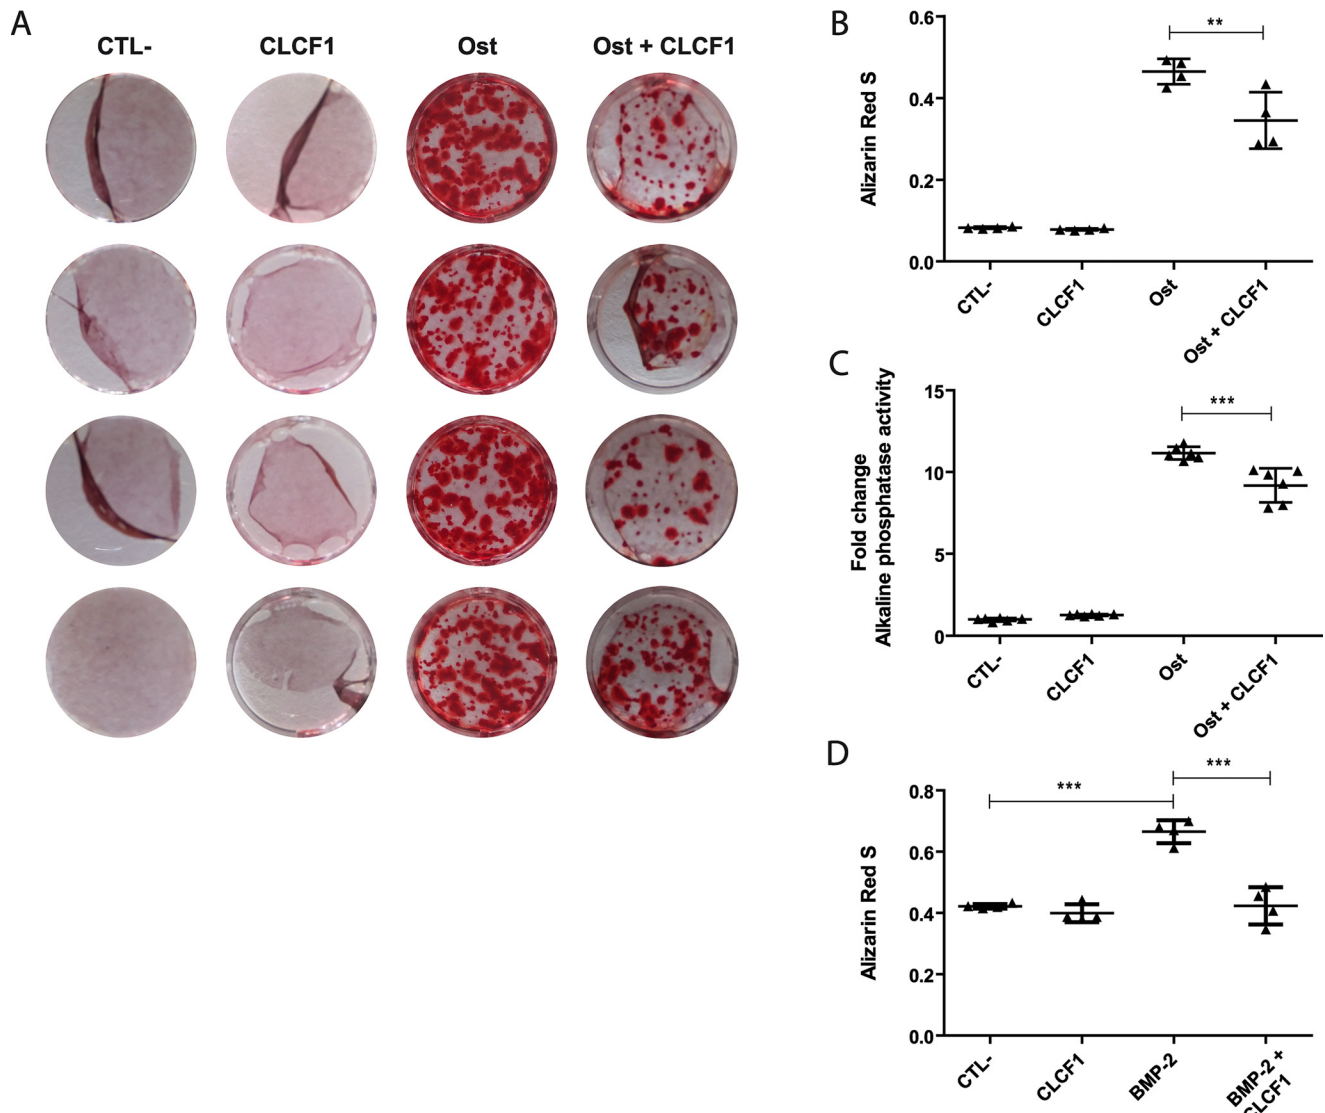 A
CTL-
CLCF1
Ost
Ost + CLCF1
B
Alizarin Red S
0.6
0.4
0.2
0.0
**
CTL-
CLCF1
Ost
Ost + CLCF1
C
Fold change
Alkaline phosphatase activity
15
10
5
0
***
CTL-
CLCF1
Ost
Ost + CLCF1
D
Alizarin Red S
0.8
0.6
0.4
0.2
0.0
***
***
CTL-
CLCF1
BMP-2
BMP-2 +
CLCF1